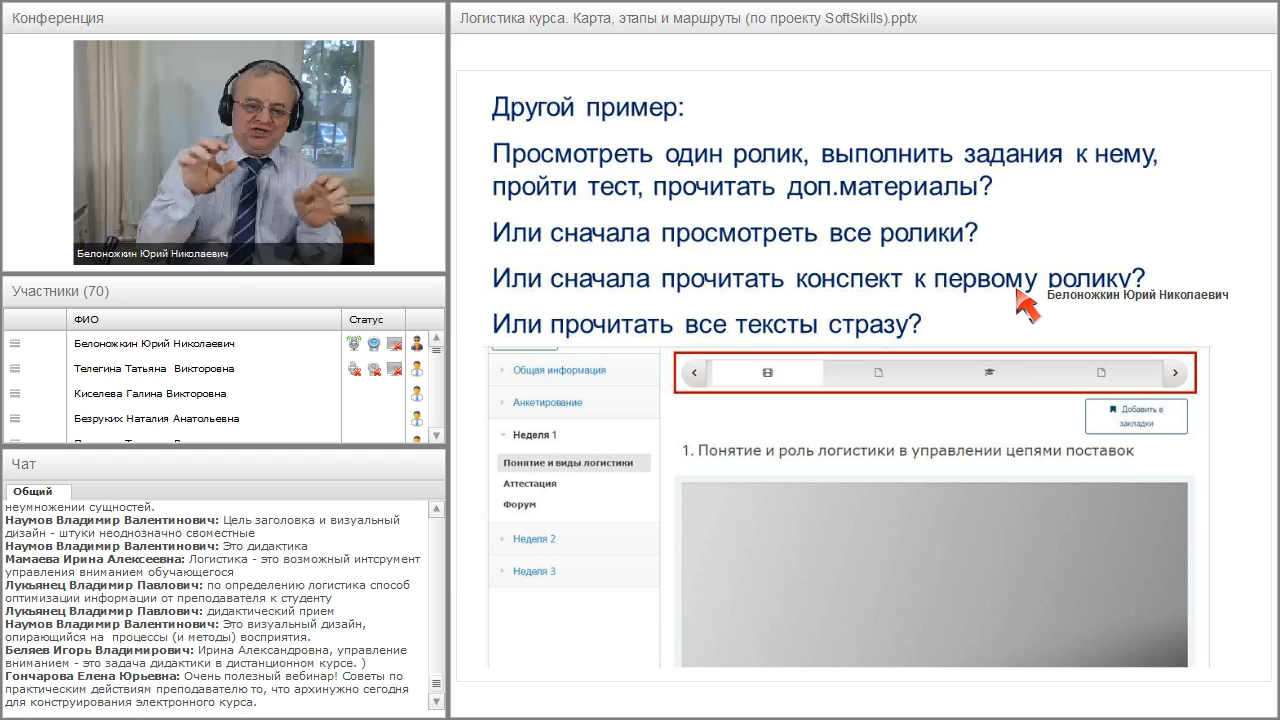 Конференция
Белоножкин Юрий Николаевич
Участники (70)
ФИО
Статус
Белоножкин Юрий Николаевич
Телегина Татьяна Викторовна
Киселева Галина Викторовна
Безруких Наталия Анатольевна
Чат
Общий
неумножении сущностей.
Наумов Владимир Валентинович: Цель заголовка и визуальный
дизайн - штуки неоднозначно своместные
Наумов Владимир Валентинович: Это дидактика
Мамаева Ирина Алексеевна: Логистика - это возможный интсрумент
управления вниманием обучающегося
Лукьянец Владимир Павлович: по определению логистика способ
оптимизации информации от преподавателя к студенту
Лукьянец Владимир Павлович: дидактический прием
Наумов Владимир Валентинович: Это визуальный дизайн,
опирающийся на процессы (и методы) восприятия.
Беляев Игорь Владимирович: Ирина Александровна, управление
вниманием - это задача дидактики в дистанционном курсе. )
Гончарова Елена Юрьевна: Очень полезный вебинар! Советы по
практическим действиям преподавателю то, что архинужно сегодня
для конструирования электронного курса.
Логистика курса. Карта, этапы и маршруты (по проекту SoftSkills).pptx
Другой пример:
Просмотреть один ролик, выполнить задания к нему,
пройти тест, прочитать доп.материалы?
Или сначала просмотреть все ролики?
Или сначала прочитать конспект к первому ролику?
Белоножкин Юрий Николаевич
Или прочитать все тексты стразу?
Общая информация
Анкетирование
Неделя 1
Понятие и виды логистики
Аттестация
Форум
Неделя 2
Неделя 3
Добавить в
закладки
1. Понятие и роль логистики в управлении цепями поставок